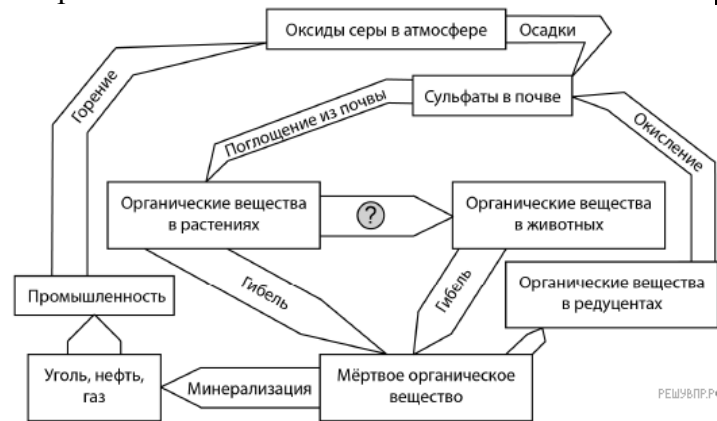 Оксиды серы в атмосфере
Осадки
Горение
Поглощение из почвы
Сульфаты в почве
Окисление
Органические вещества
в растениях
?
Органические вещества
в животных
Гибель
Гибель
Промышленность
Органические вещества
в редуцентах
Уголь, нефть,
газ
Минерализация
Мёртвое органическое
вещество
РЕШУВПР.РФ